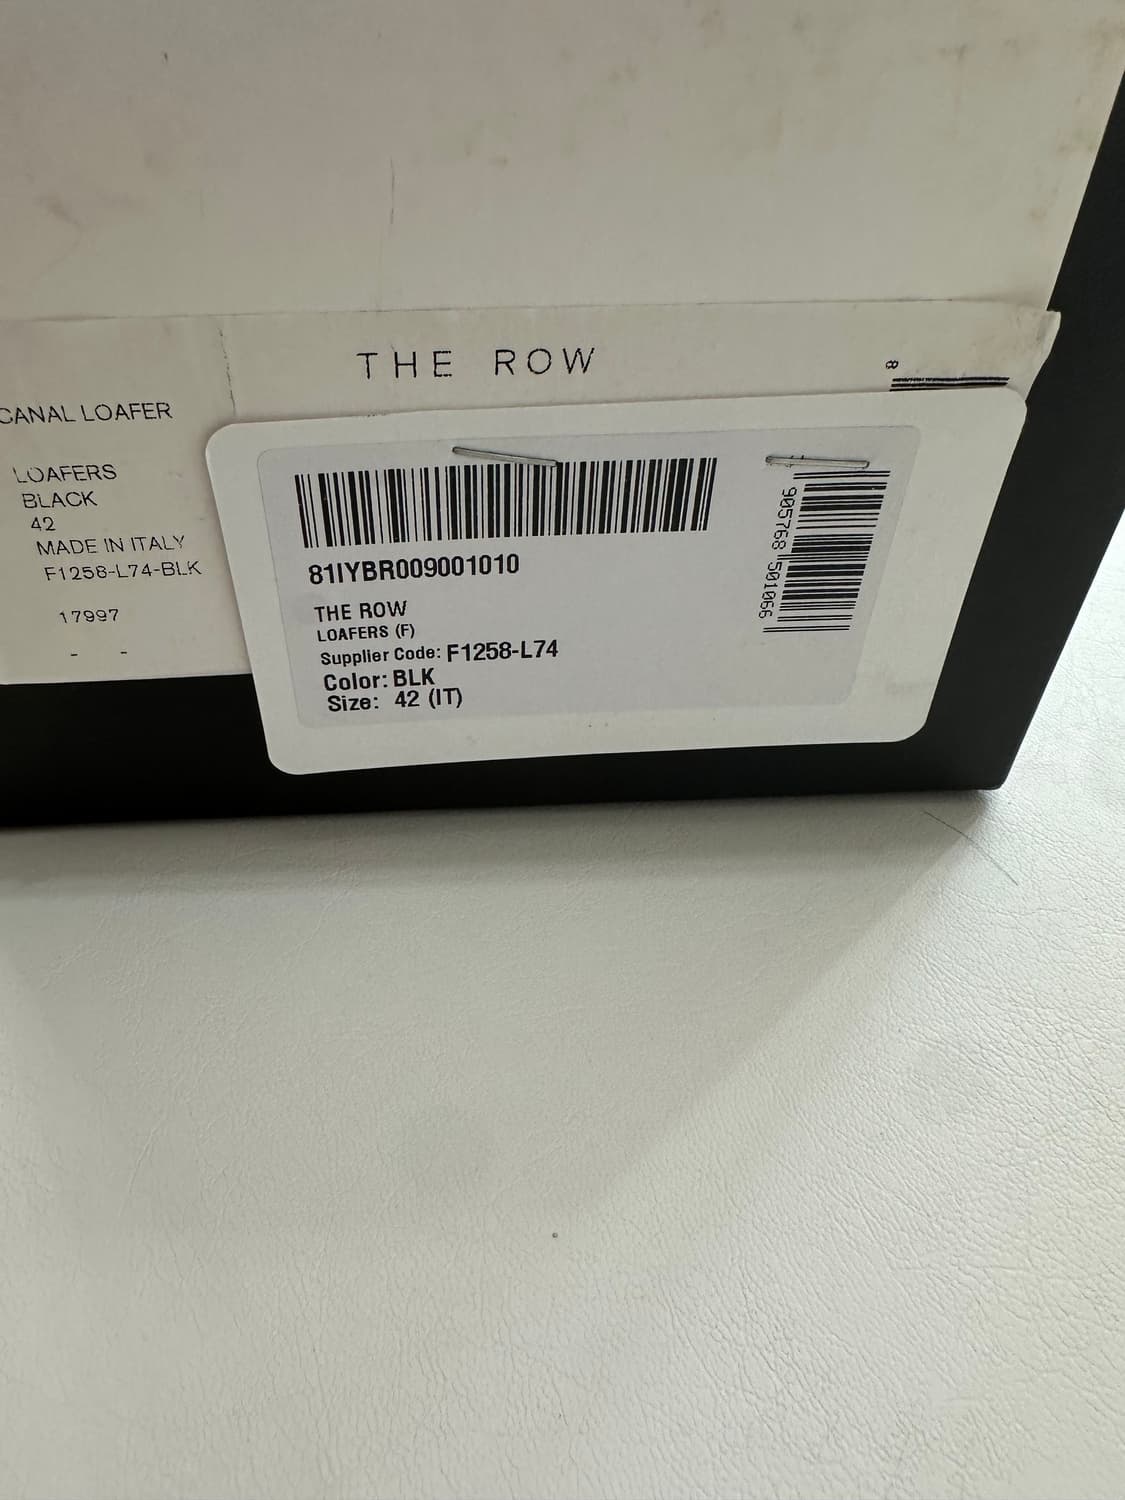 THE ROW
CANAL LOAFER
LOAFERS
BLACK
42
MADE IN ITALY
F1258-L74-BLK
17997
- -
8
81IYBR009001010
THE ROW
LOAFERS (F)
Supplier Code: F1258-L74
Color: BLK
Size: 42 (IT)
905768 501066